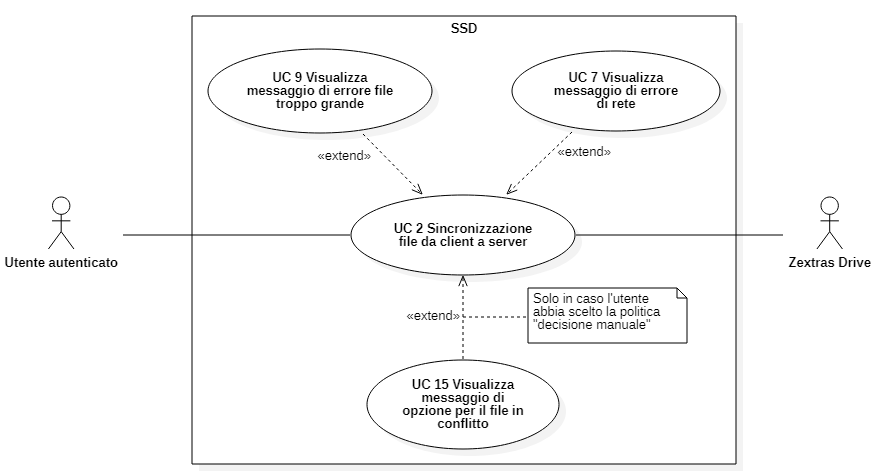 SSD
UC 9 Visualizza
messaggio di errore file
troppo grande
UC 7 Visualizza
messaggio di errore
di rete
«extend»
«extend»
UC 2 Sincronizzazione
file da client a server
Utente autenticato
Zextras Drive
«extend»
Solo in caso l'utente
abbia scelto la politica
"decisione manuale"
UC 15 Visualizza
messaggio di
opzione per il file in
conflitto